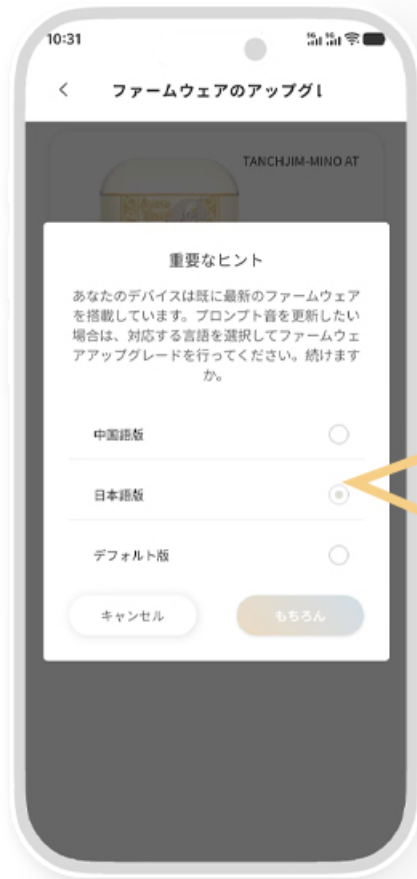 10:31
5G 5G
ファームウェアのアップグ
TANCHJIM-MINO AT
重要なヒント
あなたのデバイスは既に最新のファームウェア
を搭載しています。プロンプト音を更新したい
場合は、対応する言語を選択してファームウェ
アアップグレードを行ってください。続けます
か。
中国語版
日本語版
デフォルト版
キャンセル
もちろん